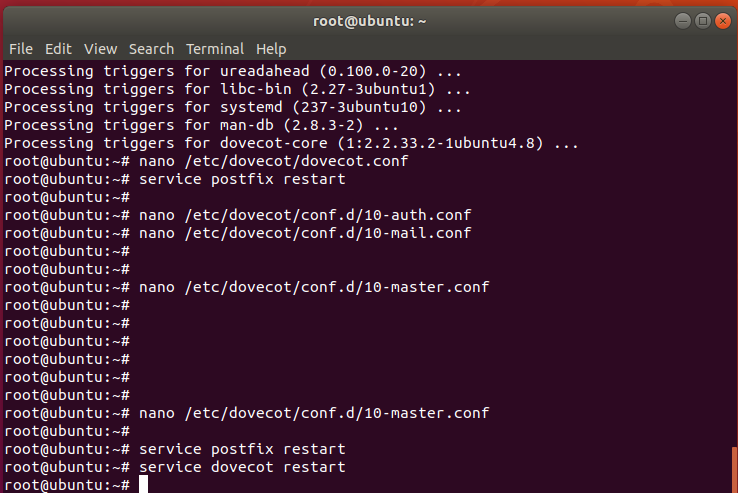 root@ubuntu: ~
File Edit View Search Terminal Help
Processing triggers for ureadahead (0.100.0-20) ...
Processing triggers for libc-bin (2.27-3ubuntu1) ...
Processing triggers for systemd (237-3ubuntu10) ...
Processing triggers for man-db (2.8.3-2) ...
Processing triggers for dovecot-core (1:2.2.33.2-1ubuntu4.8) ...
root@ubuntu:~# nano /etc/dovecot/dovecot.conf
root@ubuntu:~# service postfix restart
root@ubuntu:~#
root@ubuntu:~# nano /etc/dovecot/conf.d/10-auth.conf
root@ubuntu:~# nano /etc/dovecot/conf.d/10-mail.conf
root@ubuntu:~#
root@ubuntu:~#
root@ubuntu:~# nano /etc/dovecot/conf.d/10-master.conf
root@ubuntu:~#
root@ubuntu:~#
root@ubuntu:~#
root@ubuntu:~#
root@ubuntu:~#
root@ubuntu:~#
root@ubuntu:~# nano /etc/dovecot/conf.d/10-master.conf
root@ubuntu:~#
root@ubuntu:~# service postfix restart
root@ubuntu:~# service dovecot restart
root@ubuntu:~#